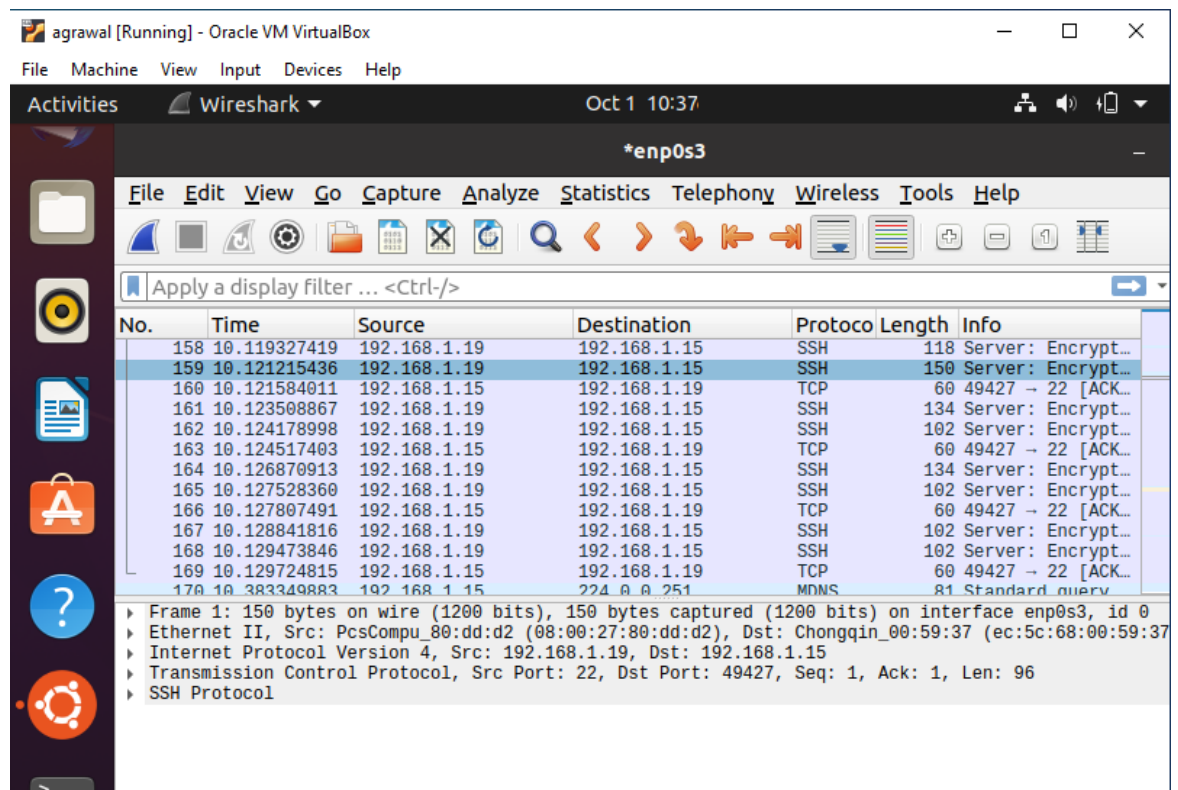 agrawal [Running] - Oracle VM VirtualBox
File Machine View Input Devices Help
Activities Wireshark Oct 1 10:37
*enp0s3
File Edit View Go Capture Analyze Statistics Telephony Wireless Tools Help
Apply a display filter … <Ctrl-/>
No. Time Source Destination Protoco Length Info
158 10.119327419 192.168.1.19 192.168.1.15 SSH 118 Server: Encrypt…
159 10.121215436 192.168.1.19 192.168.1.15 SSH 150 Server: Encrypt…
160 10.121584011 192.168.1.15 192.168.1.19 TCP 60 49427 → 22 [ACK…
161 10.123508867 192.168.1.19 192.168.1.15 SSH 134 Server: Encrypt…
162 10.124178998 192.168.1.19 192.168.1.15 SSH 102 Server: Encrypt…
163 10.124517403 192.168.1.15 192.168.1.19 TCP 60 49427 → 22 [ACK…
164 10.126870913 192.168.1.19 192.168.1.15 SSH 134 Server: Encrypt…
165 10.127528360 192.168.1.19 192.168.1.15 SSH 102 Server: Encrypt…
166 10.127807491 192.168.1.15 192.168.1.19 TCP 60 49427 → 22 [ACK…
167 10.128841816 192.168.1.19 192.168.1.15 SSH 102 Server: Encrypt…
168 10.129473846 192.168.1.19 192.168.1.15 SSH 102 Server: Encrypt…
169 10.129724815 192.168.1.15 192.168.1.19 TCP 60 49427 → 22 [ACK…
170 10.383349883 192.168.1.15 224.0.0.251 MDNS 81 Standard query
Frame 1: 150 bytes on wire (1200 bits), 150 bytes captured (1200 bits) on interface enp0s3, id 0
Ethernet II, Src: PcsCompu_80:dd:d2 (08:00:27:80:dd:d2), Dst: Chongqin_00:59:37 (ec:5c:68:00:59:37
Internet Protocol Version 4, Src: 192.168.1.19, Dst: 192.168.1.15
Transmission Control Protocol, Src Port: 22, Dst Port: 49427, Seq: 1, Ack: 1, Len: 96
SSH Protocol